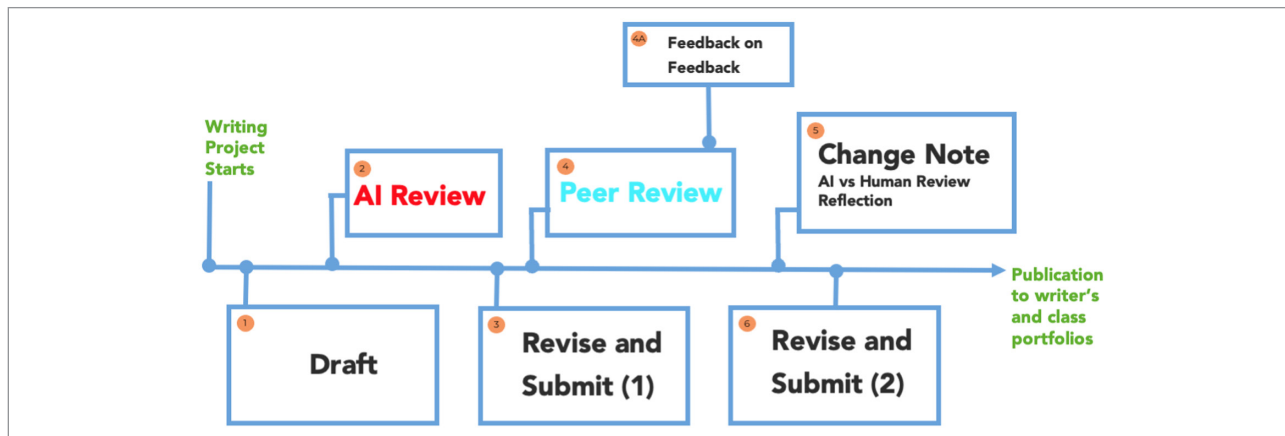 4A
Feedback on
Feedback
Writing
Project
Starts
2
AI Review
4
Peer Review
5
Change Note
AI vs Human Review
Reflection
Publication
to writer's
and class
portfolios
1
Draft
3
Revise and
Submit (1)
6
Revise and
Submit (2)